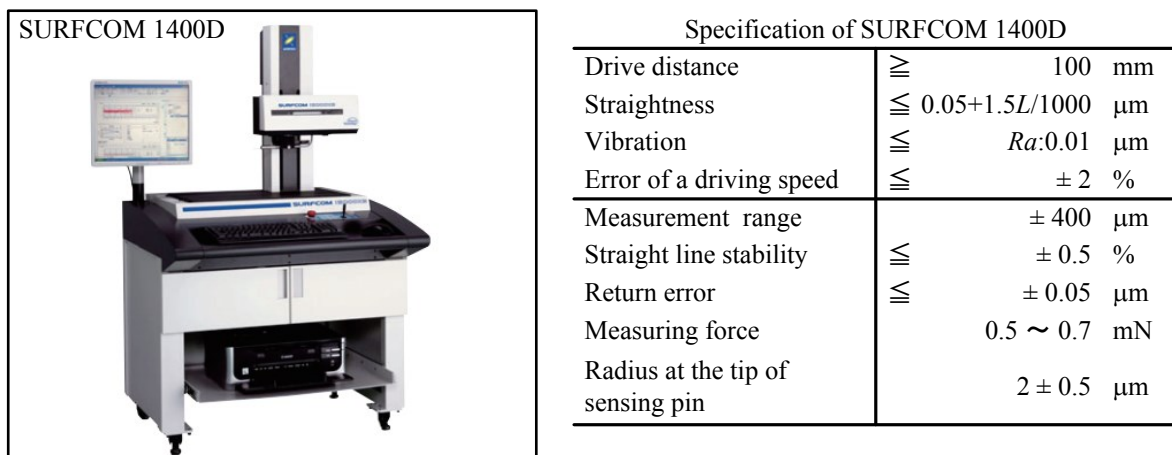 SURFCOM 1400D
Specification of SURFCOM 1400D
Drive distance ≧ 100 mm
Straightness ≦ 0.05+1.5L/1000 μm
Vibration ≦ Ra:0.01 μm
Error of a driving speed ≦ ± 2 %
Measurement range ± 400 μm
Straight line stability ≦ ± 0.5 %
Return error ≦ ± 0.05 μm
Measuring force 0.5 ~ 0.7 mN
Radius at the tip of
sensing pin 2 ± 0.5 μm